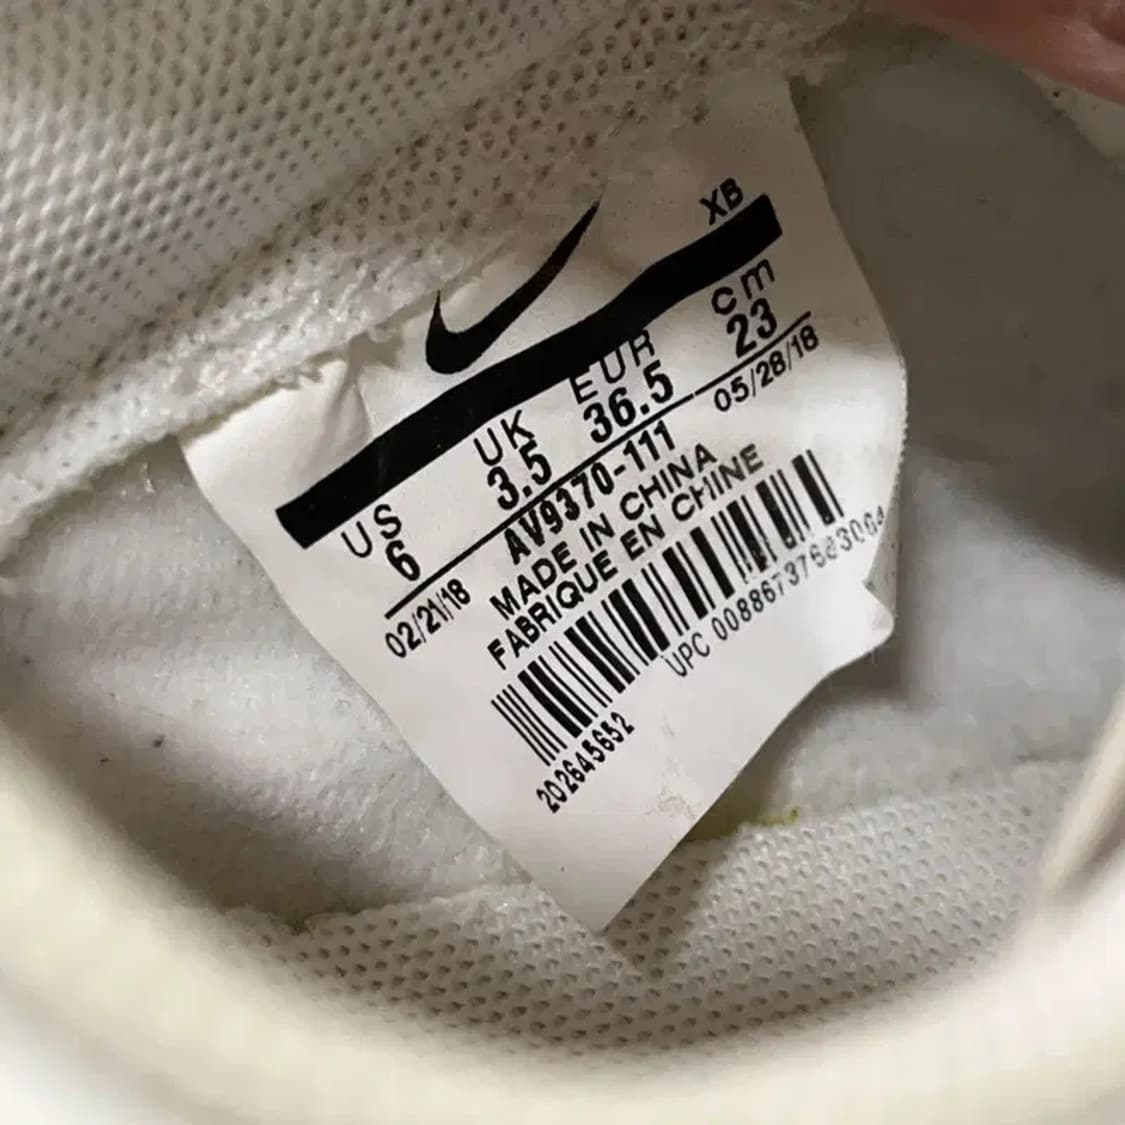 XB
US UK EUR cm
6 3.5 36.5 23
02/21/18 AV9370-111 05/28/18
MADE IN CHINA
FABRIQUE EN CHINE
UPC
202645652